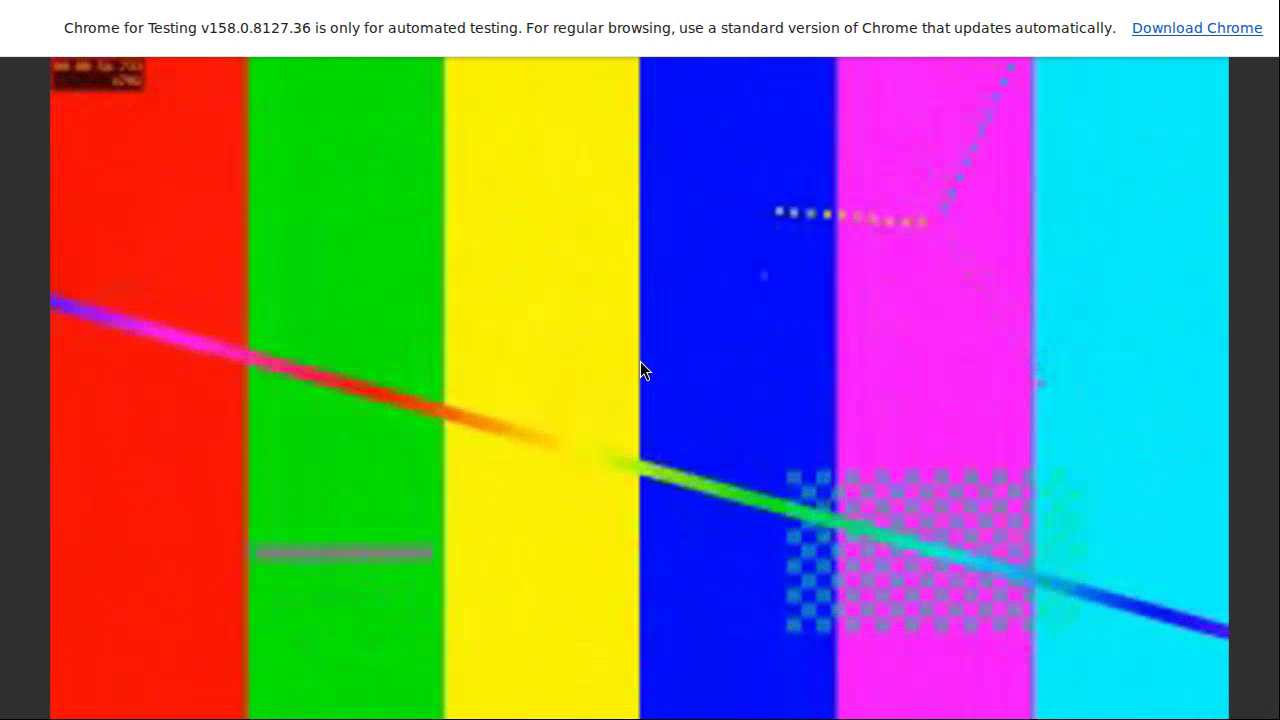 Chrome for Testing v158.0.8127.36 is only for automated testing. For regular browsing, use a standard version of Chrome that updates automatically. Download Chrome